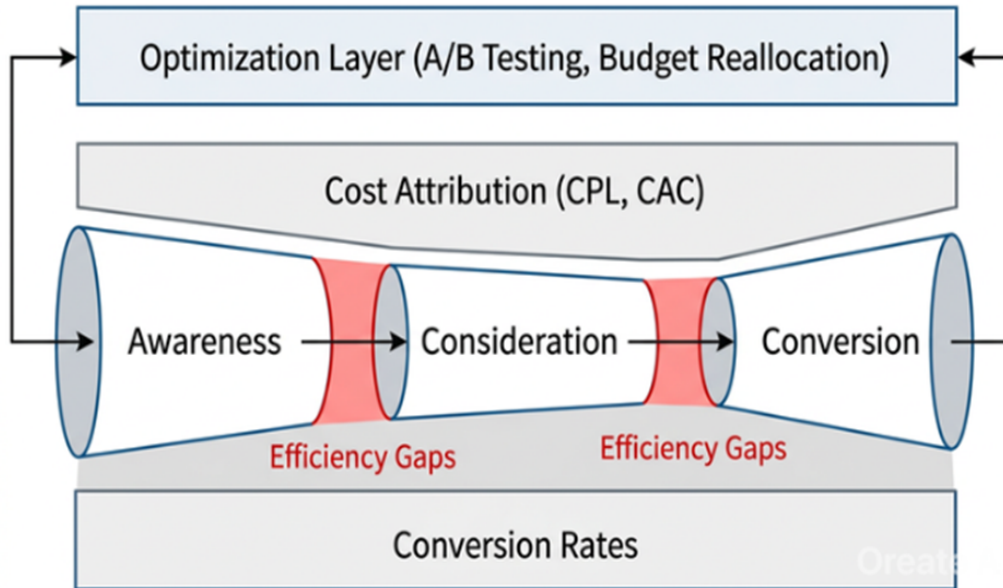 Optimization Layer (A/B Testing, Budget Reallocation)
Cost Attribution (CPL, CAC)
Awareness
Consideration
Conversion
Efficiency Gaps
Efficiency Gaps
Conversion Rates